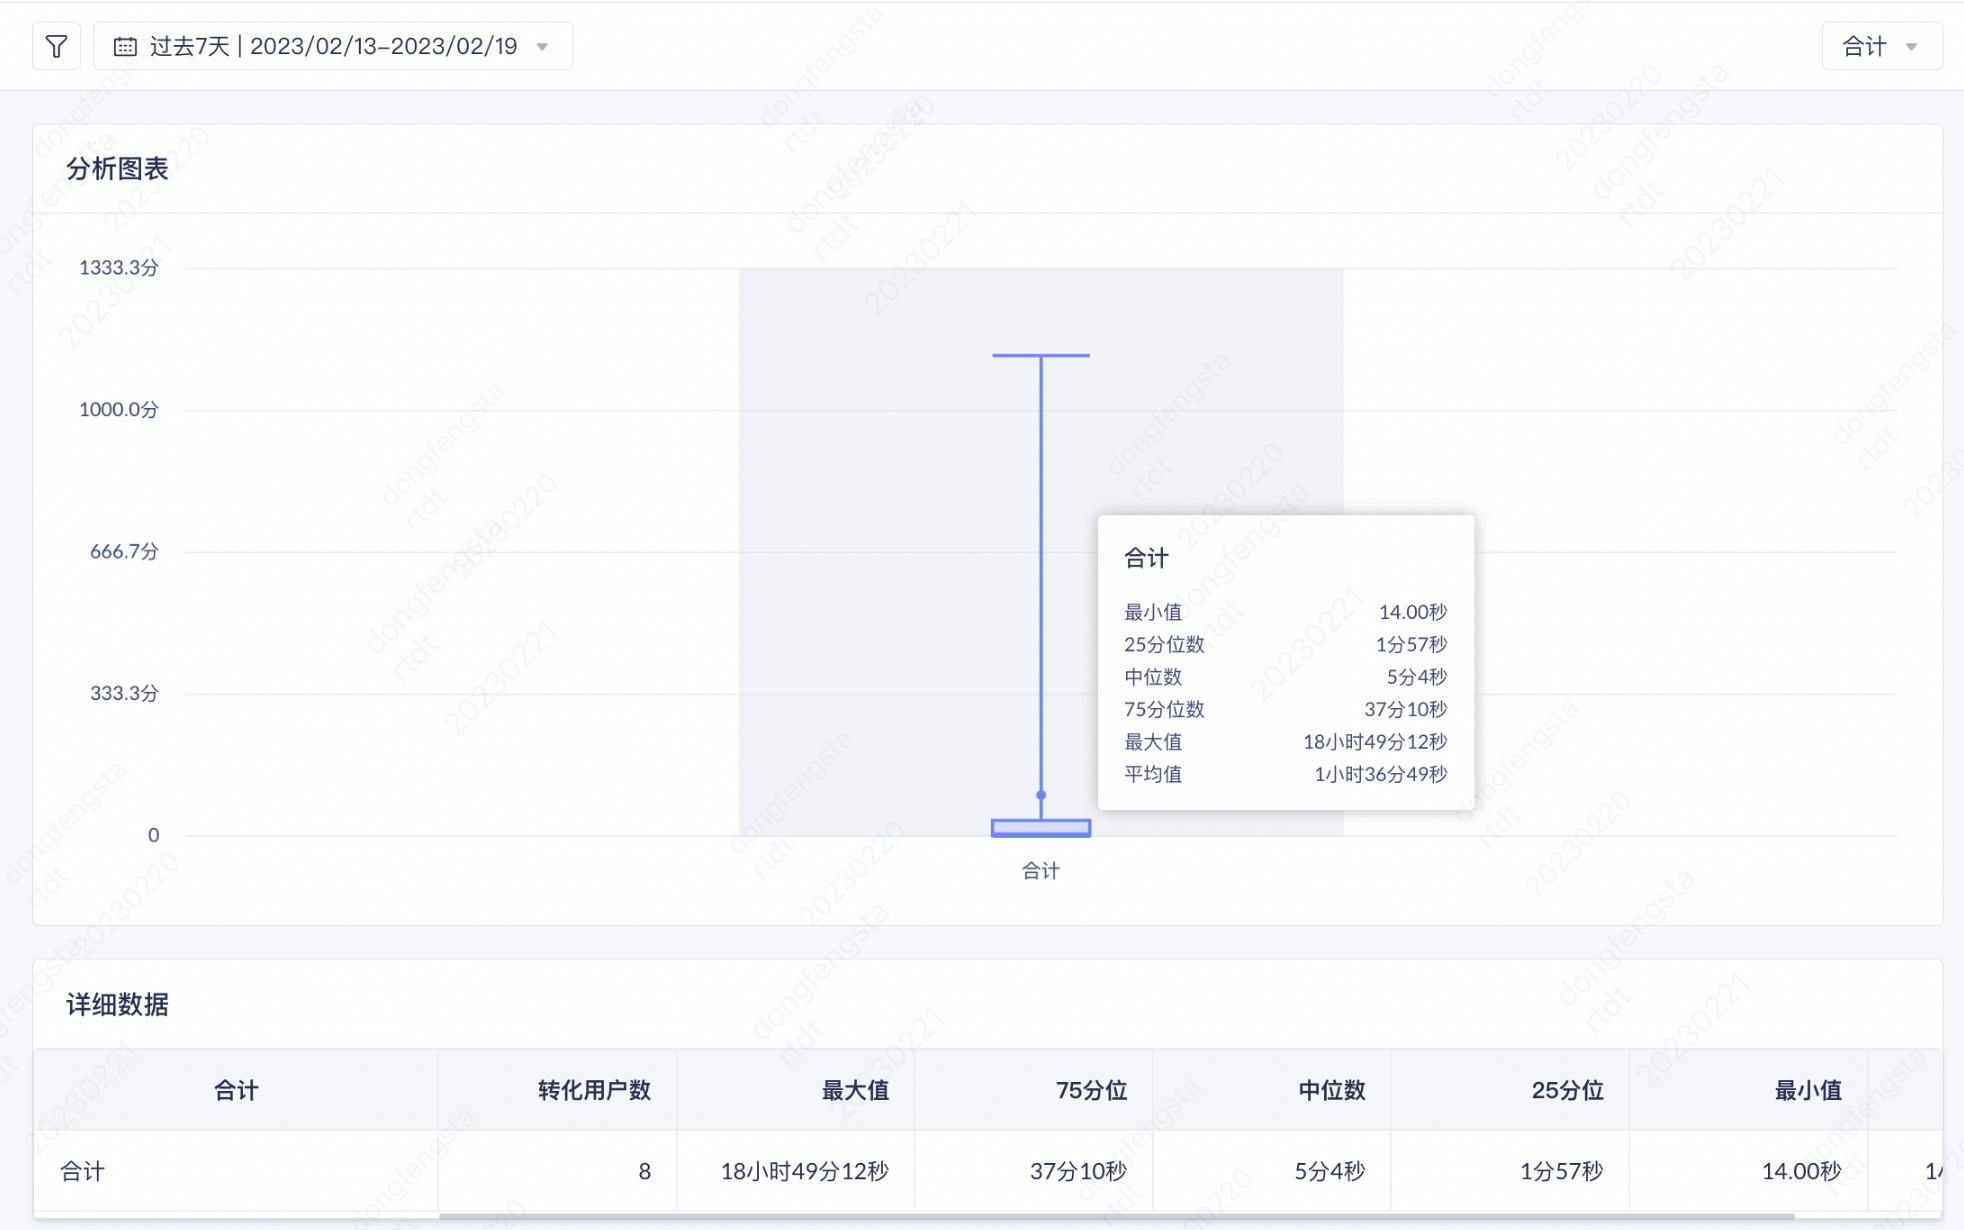 过去7天 | 2023/02/13-2023/02/19
合计
分析图表
1333.3分
1000.0分
666.7分
333.3分
0
合计
合计
最小值 14.00秒
25分位数 1分57秒
中位数 5分4秒
75分位数 37分10秒
最大值 18小时49分12秒
平均值 1小时36分49秒
详细数据
合计 转化用户数 最大值 75分位 中位数 25分位 最小值
合计 8 18小时49分12秒 37分10秒 5分4秒 1分57秒 14.00秒
dongfengsta
rtdt
20230220
20230221